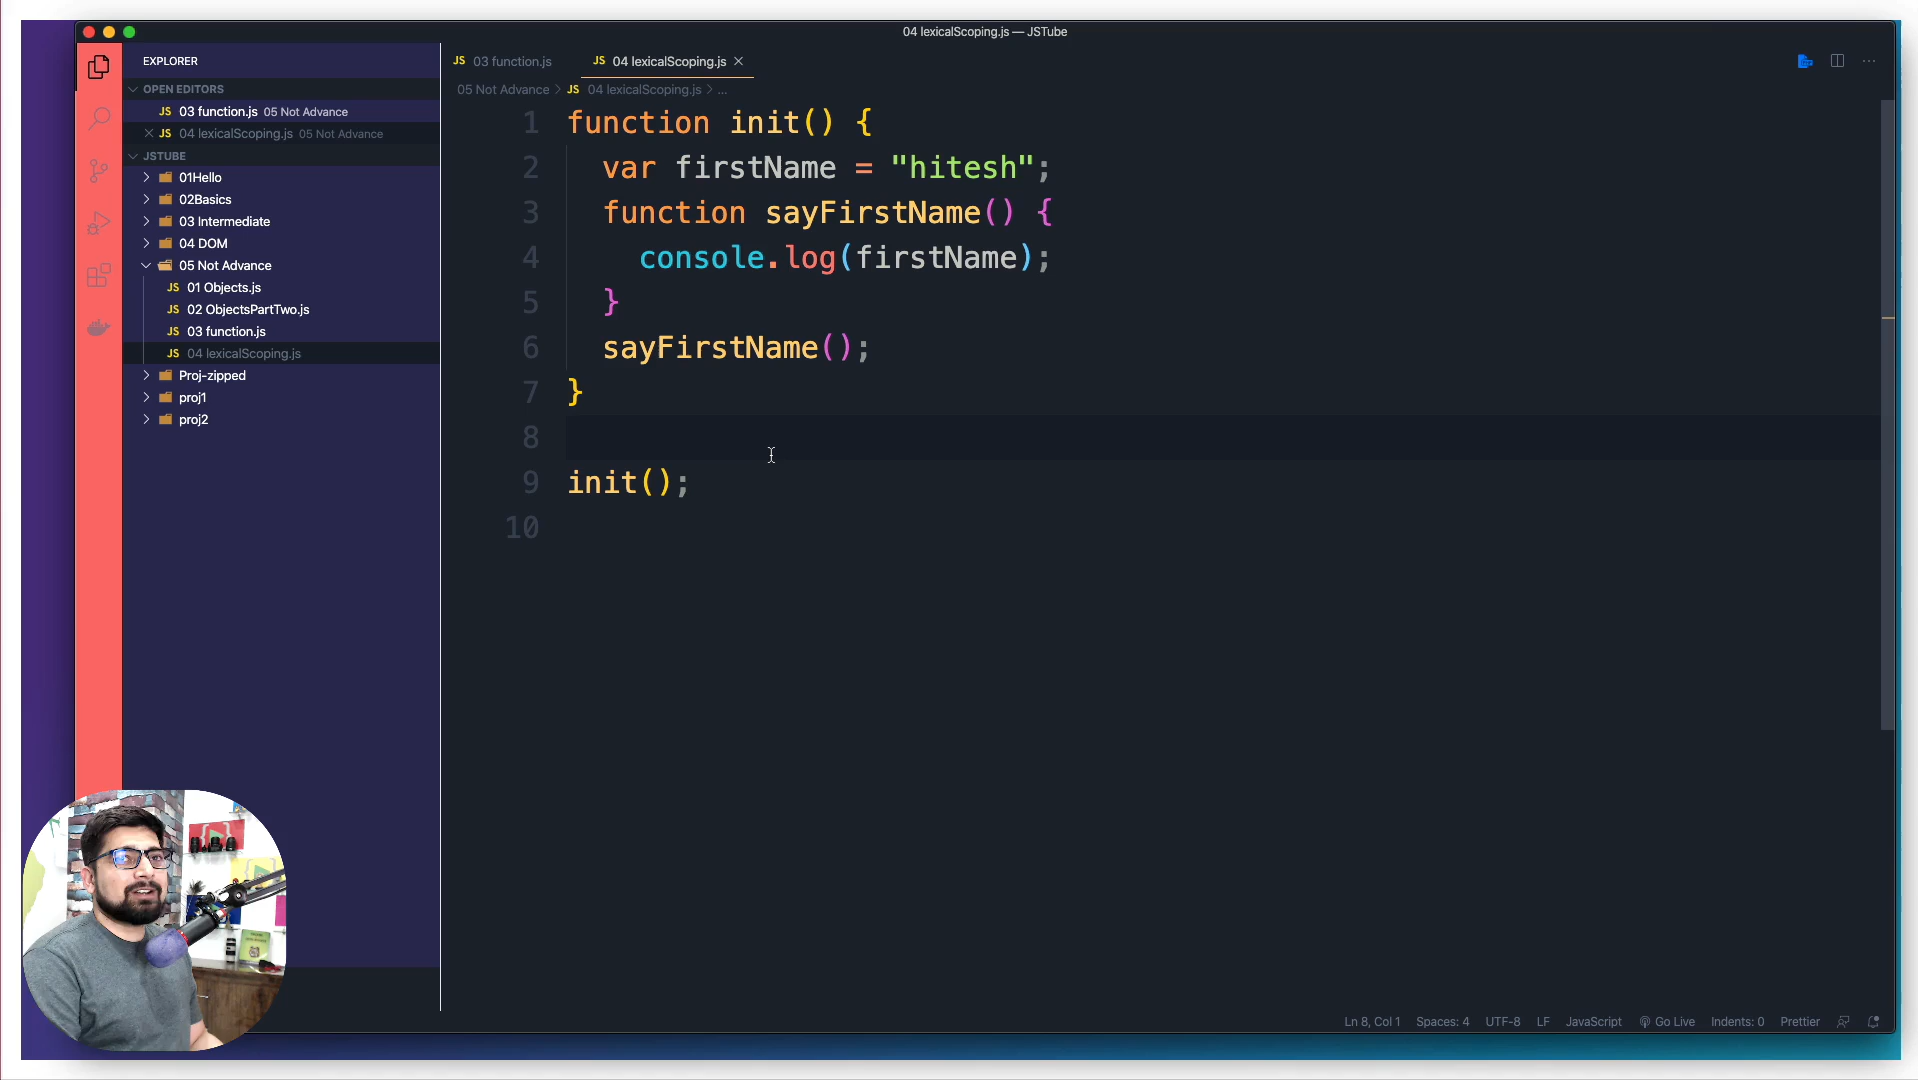 04 lexicalScoping.js — JSTube
EXPLORER
OPEN EDITORS
JS 03 function.js 05 Not Advance
JS 04 lexicalScoping.js 05 Not Advance
JSTUBE
01Hello
02Basics
03 Intermediate
04 DOM
05 Not Advance
JS 01 Objects.js
JS 02 ObjectsPartTwo.js
JS 03 function.js
JS 04 lexicalScoping.js
Proj-zipped
proj1
proj2
JS 03 function.js JS 04 lexicalScoping.js
05 Not Advance > JS 04 lexicalScoping.js > ...
1 function init() {
2 var firstName = "hitesh";
3 function sayFirstName() {
4 console.log(firstName);
5 }
6 sayFirstName();
7 }
8
9 init();
10
Ln 8, Col 1 Spaces: 4 UTF-8 LF JavaScript Go Live Indents: 0 Prettier